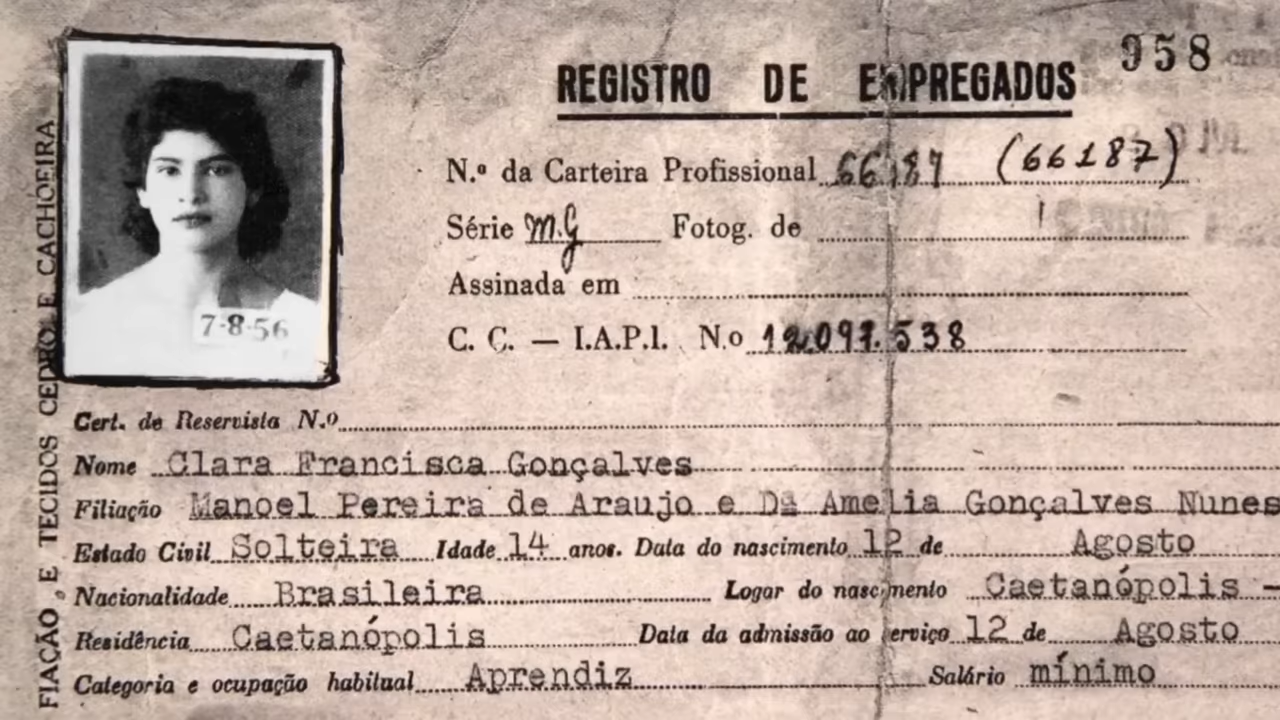 958
REGISTRO DE EMPREGADOS
N.º da Carteira Profissional 66187 (66187)
Série M.G Fotog. de
Assinada em
C. C. — I.A.P.I. N.o 12.097.538
7-8-56
FIAÇÃO E TECIDOS CEDRO E CACHOEIRA
Cert. de Reservista N.º
Nome Clara Francisca Gonçalves
Filiação Manoel Pereira de Araujo e Dª Amelia Gonçalves Nunes
Estado Civil Solteira Idade 14 anos. Data do nascimento 12 de Agosto
Nacionalidade Brasileira Logar do nascimento Caetanópolis -
Residência Caetanópolis Data da admissão ao serviço 12 de Agosto
Categoria e ocupação habitual Aprendiz Salário mínimo